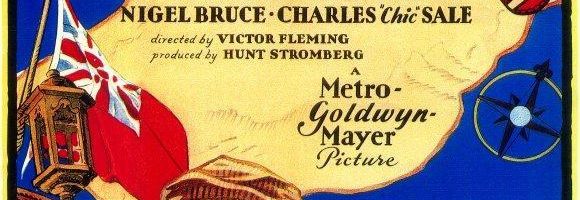 NIGEL BRUCE · CHARLES "Chic" SALE
directed by VICTOR FLEMING
produced by HUNT STROMBERG
A
Metro-
Goldwyn-
Mayer
Picture